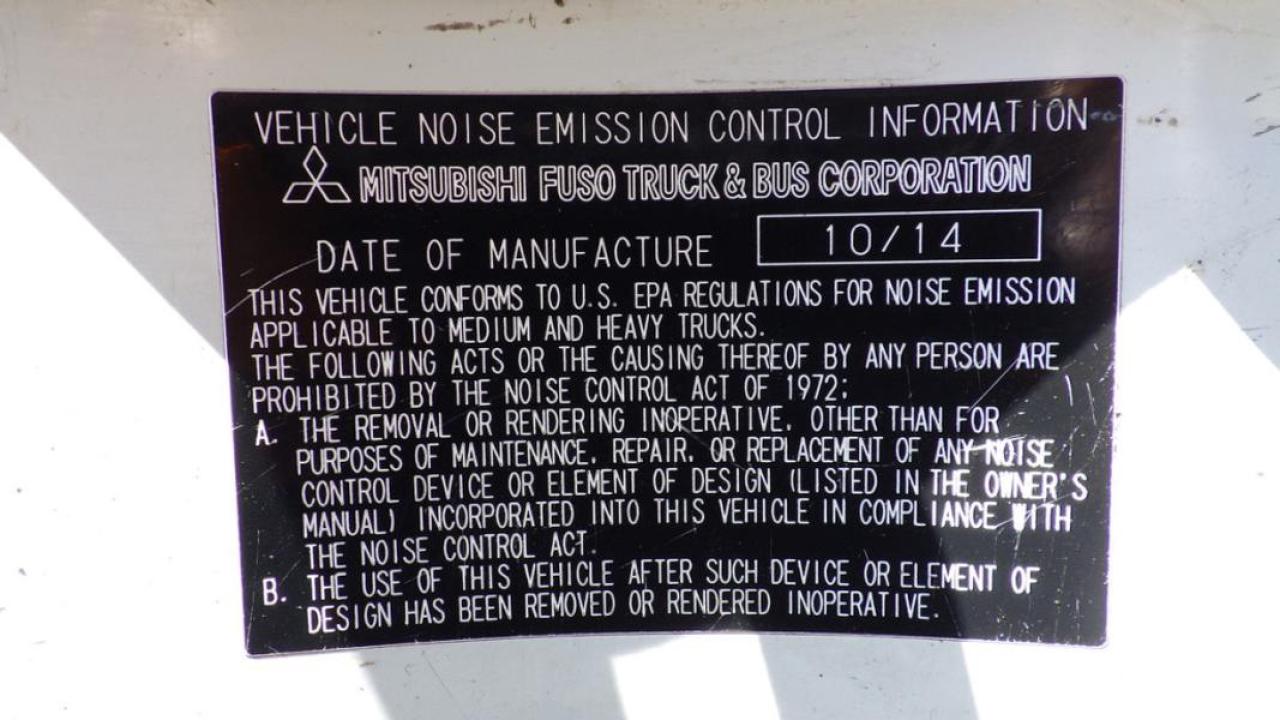 VEHICLE NOISE EMISSION CONTROL INFORMATION
MITSUBISHI FUSO TRUCK & BUS CORPORATION
DATE OF MANUFACTURE 10/14
THIS VEHICLE CONFORMS TO U.S. EPA REGULATIONS FOR NOISE EMISSION
APPLICABLE TO MEDIUM AND HEAVY TRUCKS.
THE FOLLOWING ACTS OR THE CAUSING THEREOF BY ANY PERSON ARE
PROHIBITED BY THE NOISE CONTROL ACT OF 1972:
A. THE REMOVAL OR RENDERING INOPERATIVE, OTHER THAN FOR
PURPOSES OF MAINTENANCE, REPAIR, OR REPLACEMENT OF ANY NOISE
CONTROL DEVICE OR ELEMENT OF DESIGN (LISTED IN THE OWNER'S
MANUAL) INCORPORATED INTO THIS VEHICLE IN COMPLIANCE WITH
THE NOISE CONTROL ACT.
B. THE USE OF THIS VEHICLE AFTER SUCH DEVICE OR ELEMENT OF
DESIGN HAS BEEN REMOVED OR RENDERED INOPERATIVE.